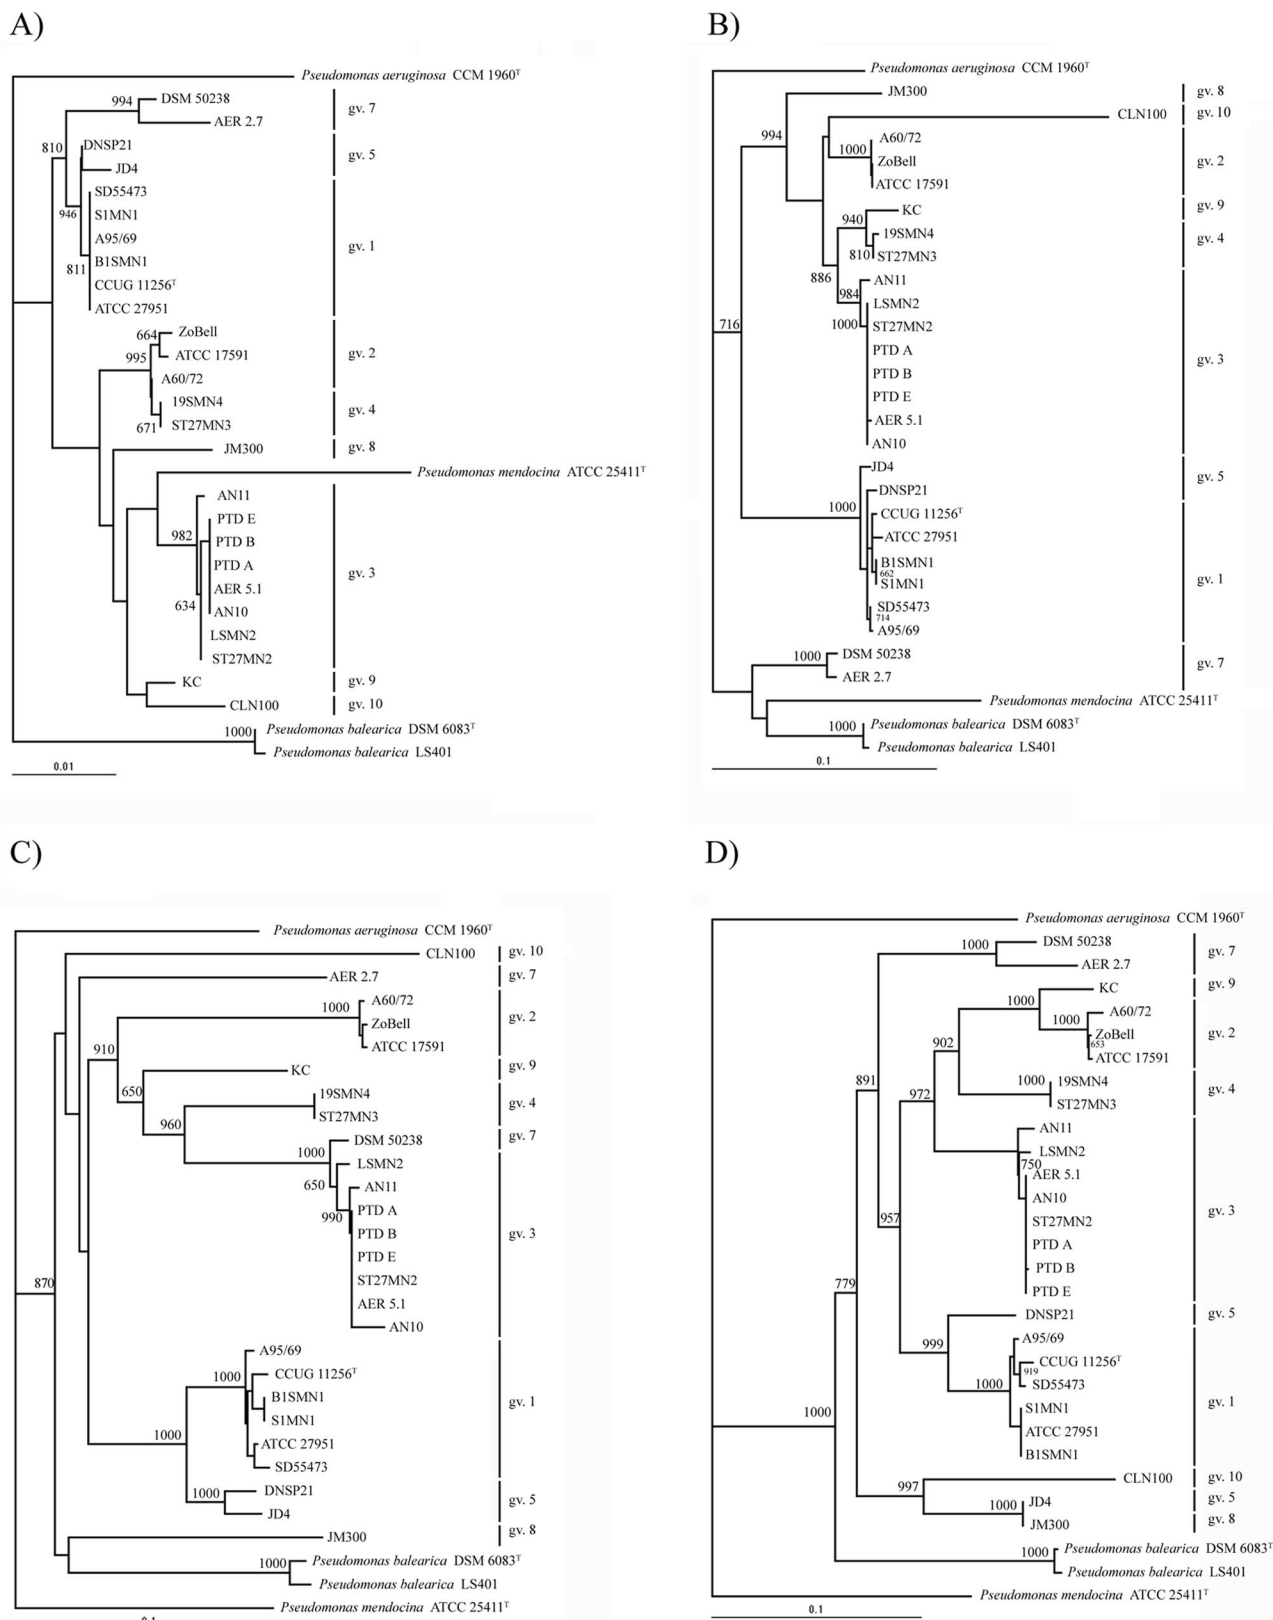 A)
Pseudomonas aeruginosa CCM 1960ᵀ
994
DSM 50238
gv. 7
AER 2.7
810
DNSP21
gv. 5
JD4
SD55473
946
S1MN1
A95/69
gv. 1
B1SMN1
811
CCUG 11256ᵀ
ATCC 27951
664
ZoBell
995
ATCC 17591
gv. 2
A60/72
19SMN4
gv. 4
671
ST27MN3
JM300
gv. 8
Pseudomonas mendocina ATCC 25411ᵀ
AN11
PTD E
982
PTD B
PTD A
gv. 3
AER 5.1
634
AN10
LSMN2
ST27MN2
KC
gv. 9
CLN100
gv. 10
1000
Pseudomonas balearica DSM 6083ᵀ
Pseudomonas balearica LS401
0.01
B)
Pseudomonas aeruginosa CCM 1960ᵀ
JM300
gv. 8
CLN100
gv. 10
994
A60/72
1000
ZoBell
gv. 2
ATCC 17591
KC
gv. 9
940
19SMN4
gv. 4
810
ST27MN3
886
AN11
984
LSMN2
1000
ST27MN2
716
PTD A
gv. 3
PTD B
PTD E
AER 5.1
AN10
JD4
gv. 5
DNSP21
1000
CCUG 11256ᵀ
ATCC 27951
B1SMN1
662
gv. 1
S1MN1
SD55473
714
A95/69
1000
DSM 50238
gv. 7
AER 2.7
Pseudomonas mendocina ATCC 25411ᵀ
1000
Pseudomonas balearica DSM 6083ᵀ
Pseudomonas balearica LS401
0.1
C)
Pseudomonas aeruginosa CCM 1960ᵀ
CLN100
gv. 10
AER 2.7
gv. 7
1000
A60/72
ZoBell
gv. 2
910
ATCC 17591
KC
gv. 9
650
19SMN4
gv. 4
ST27MN3
960
DSM 50238
gv. 7
1000
LSMN2
650
AN11
990
PTD A
PTD B
gv. 3
PTD E
ST27MN2
870
AER 5.1
AN10
A95/69
1000
CCUG 11256ᵀ
B1SMN1
gv. 1
S1MN1
1000
ATCC 27951
SD55473
1000
DNSP21
gv. 5
JD4
JM300
gv. 8
1000
Pseudomonas balearica DSM 6083ᵀ
Pseudomonas balearica LS401
Pseudomonas mendocina ATCC 25411ᵀ
0.1
D)
Pseudomonas aeruginosa CCM 1960ᵀ
1000
DSM 50238
gv. 7
AER 2.7
KC
gv. 9
1000
A60/72
1000
ZoBell
gv. 2
653
902
ATCC 17591
891
1000
19SMN4
gv. 4
972
ST27MN3
AN11
LSMN2
750
AER 5.1
AN10
gv. 3
957
ST27MN2
PTD A
PTD B
779
PTD E
DNSP21
gv. 5
999
A95/69
CCUG 11256ᵀ
919
1000
SD55473
gv. 1
1000
S1MN1
ATCC 27951
B1SMN1
CLN100
gv. 10
997
1000
JD4
gv. 5
JM300
gv. 8
1000
Pseudomonas balearica DSM 6083ᵀ
Pseudomonas balearica LS401
Pseudomonas mendocina ATCC 25411ᵀ
0.1